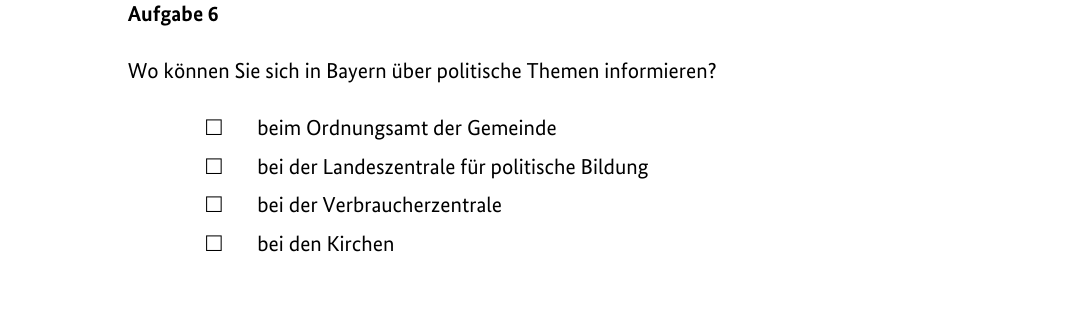 Aufgabe 6
Wo können Sie sich in Bayern über politische Themen informieren?
☐ beim Ordnungsamt der Gemeinde
☐ bei der Landeszentrale für politische Bildung
☐ bei der Verbraucherzentrale
☐ bei den Kirchen